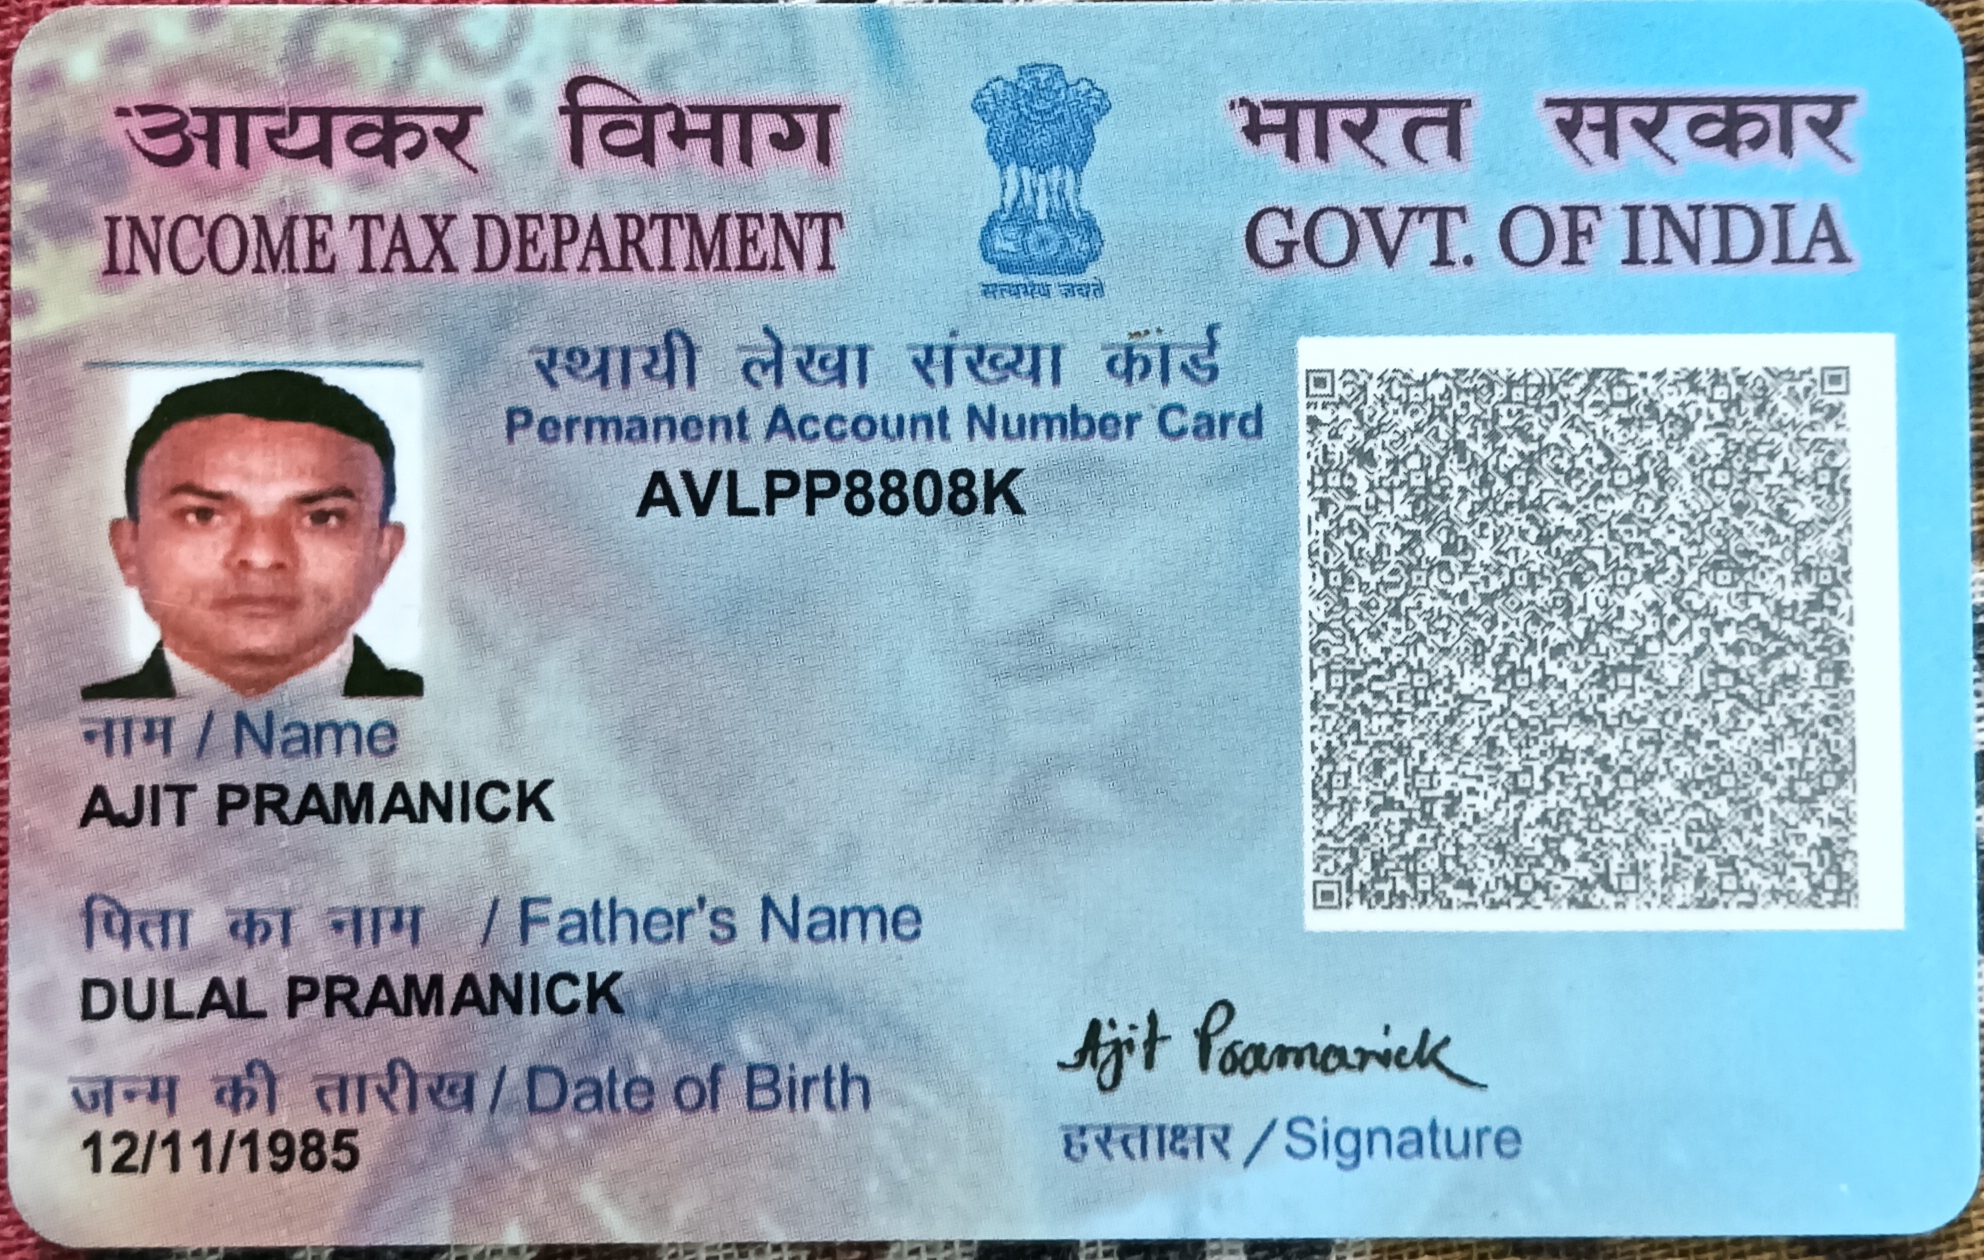 आयकर विभाग
INCOME TAX DEPARTMENT
सत्यमेव जयते
भारत सरकार
GOVT. OF INDIA
स्थायी लेखा संख्या कार्ड
Permanent Account Number Card
AVLPP8808K
नाम / Name
AJIT PRAMANICK
पिता का नाम / Father's Name
DULAL PRAMANICK
जन्म की तारीख / Date of Birth
12/11/1985
Ajit Pramanick
हस्ताक्षर / Signature